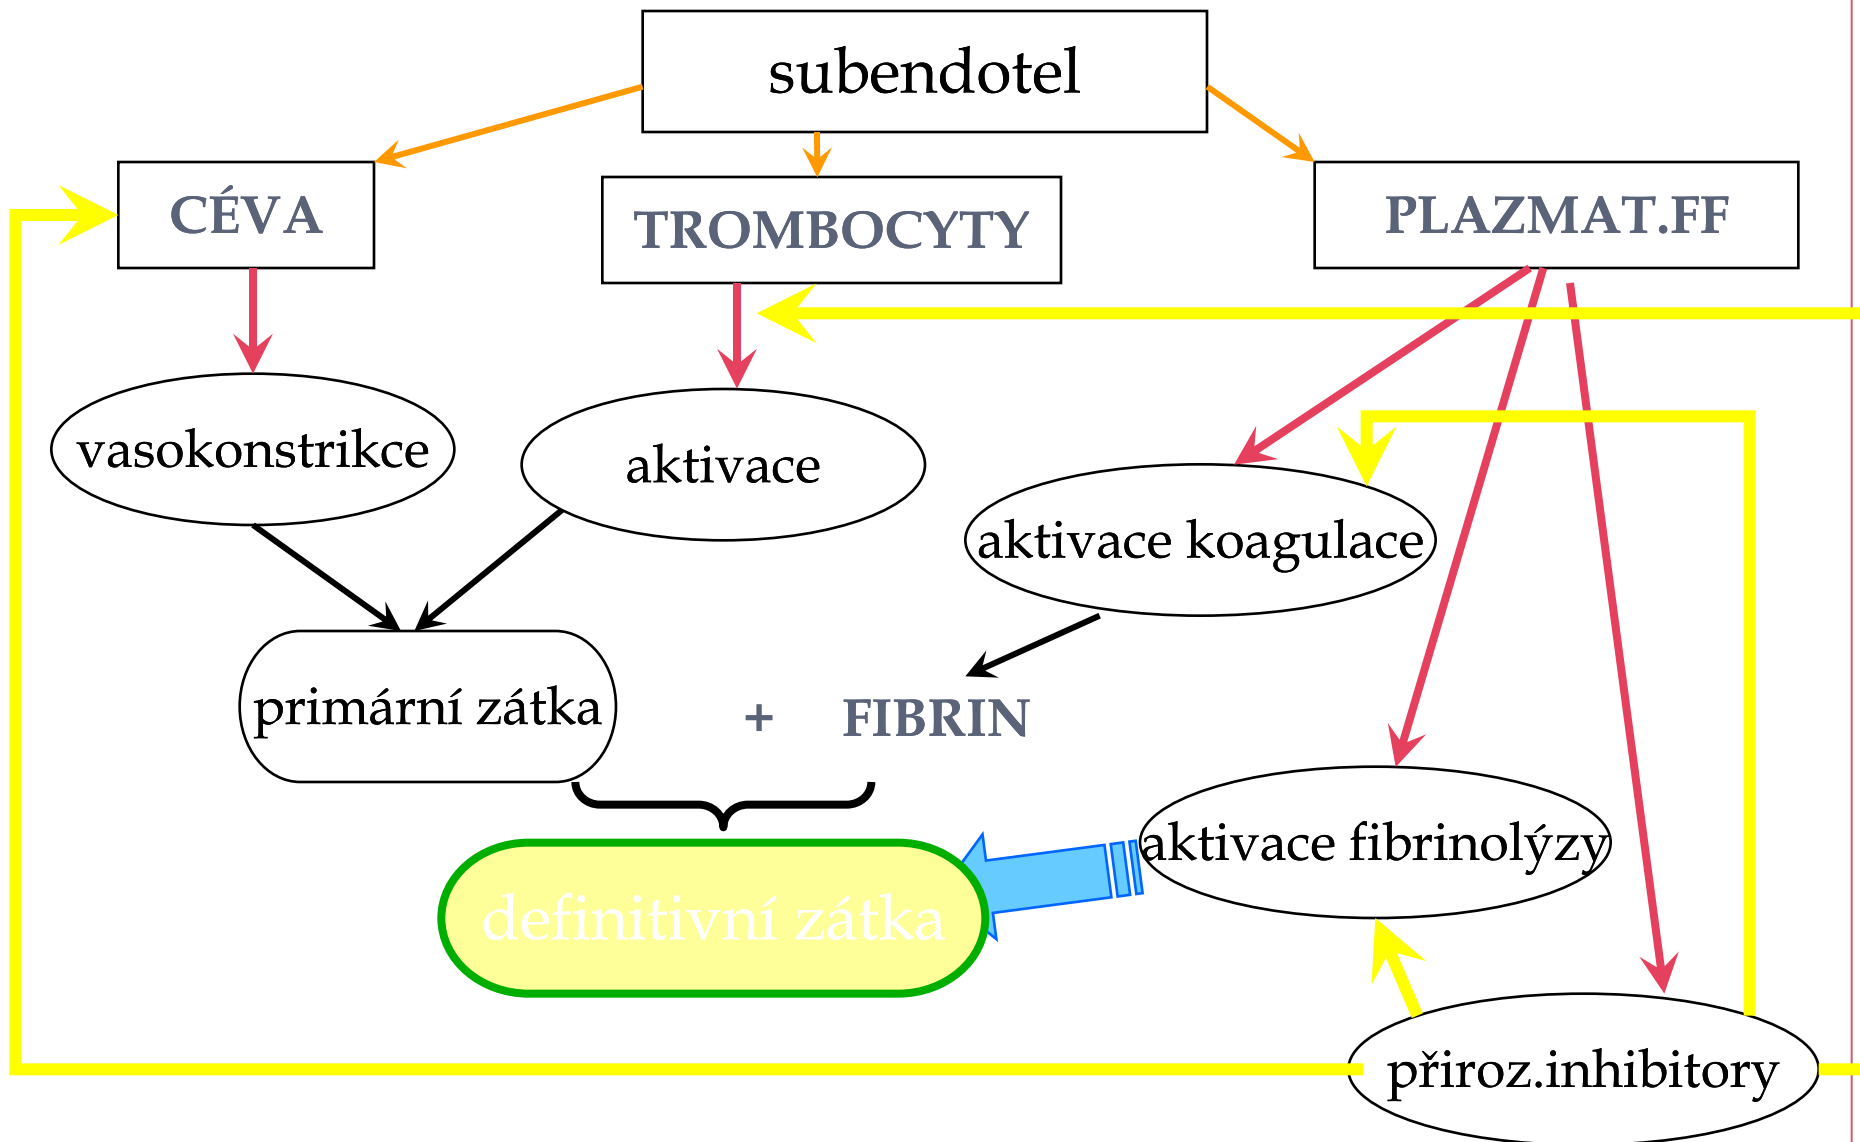 subendotel
CÉVA
TROMBOCYTY
PLAZMAT.FF
vasokonstrikce
aktivace
aktivace koagulace
primární zátka
+
FIBRIN
aktivace fibrinolýzy
definitivní zátka
přiroz.inhibitory